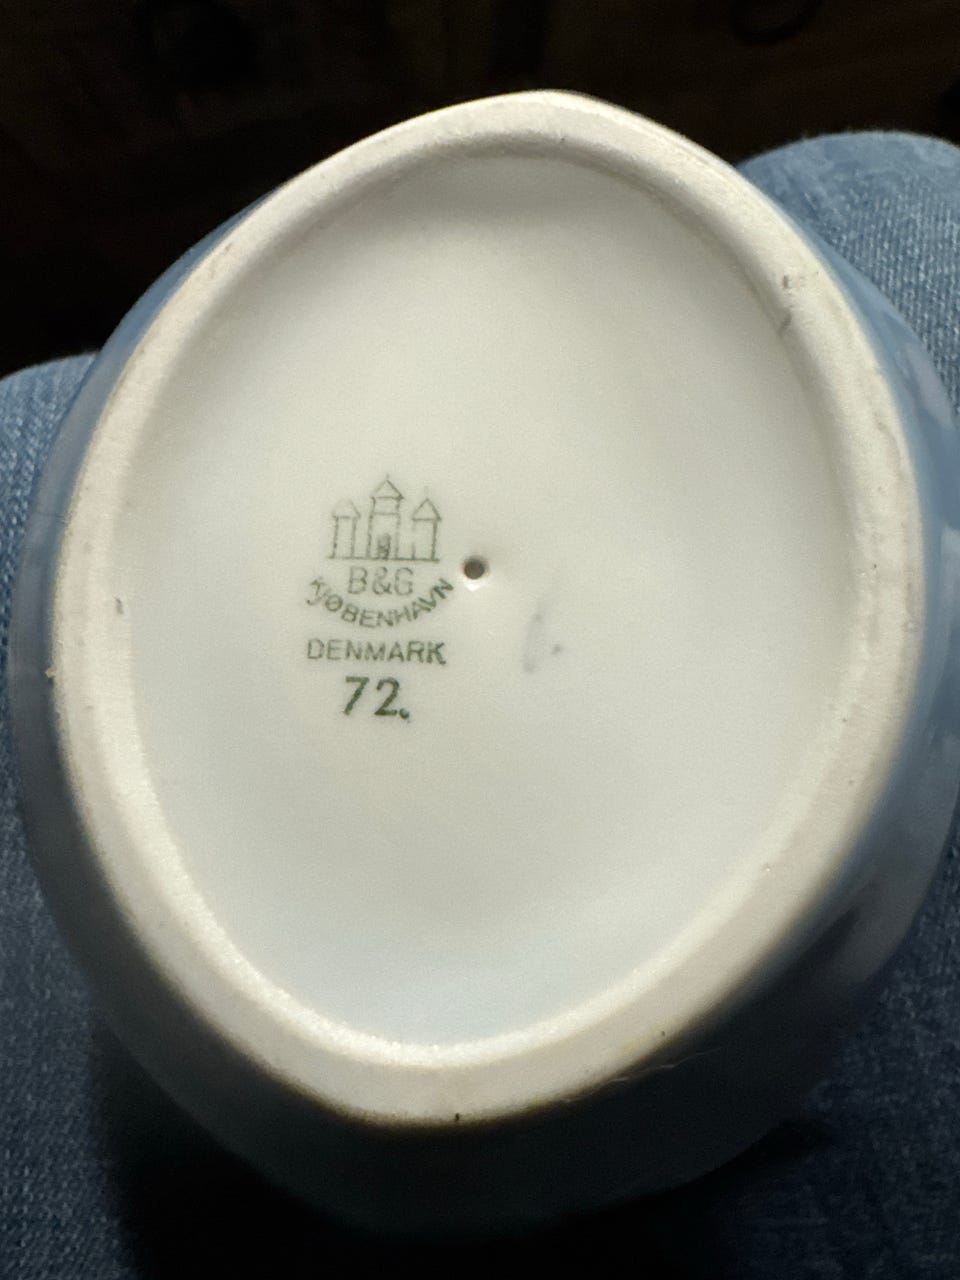 B&G
KJØBENHAVN
DENMARK
72.